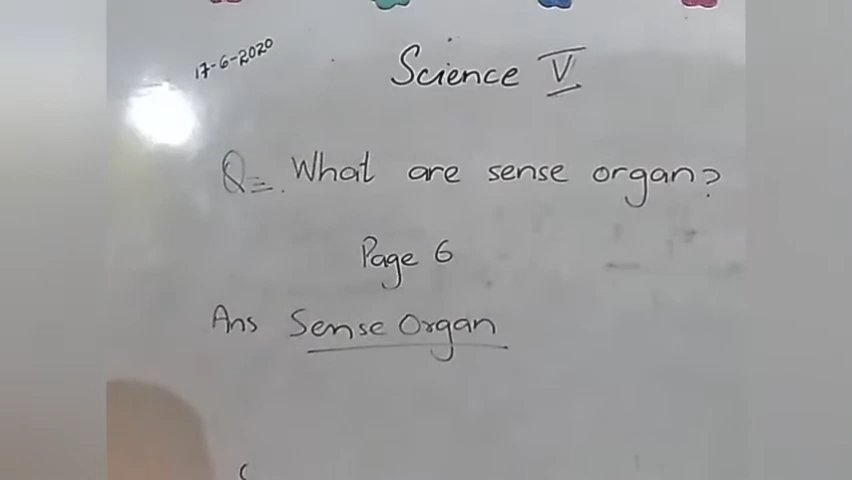 17-6-2020
Science V
Q=. What are sense organ?
Page 6
Ans Sense Organ